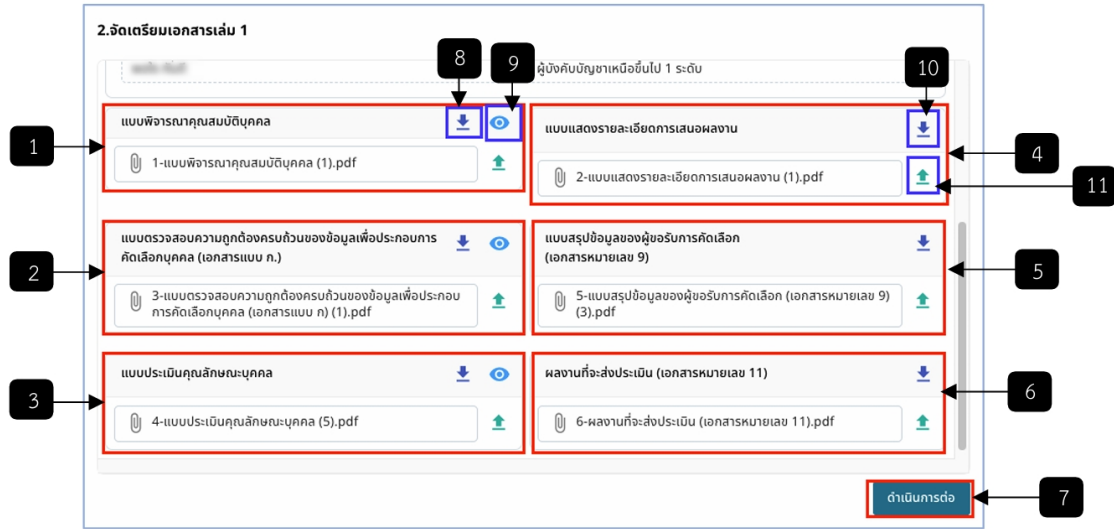 2.จัดเตรียมเอกสารเล่ม 1
8
9
10
ผู้บังคับบัญชาเหนือขึ้นไป 1 ระดับ
1
แบบพิจารณาคุณสมบัติบุคคล
1-แบบพิจารณาคุณสมบัติบุคคล (1).pdf
แบบแสดงรายละเอียดการเสนอผลงาน
2-แบบแสดงรายละเอียดการเสนอผลงาน (1).pdf
4
11
2
แบบตรวจสอบความถูกต้องครบถ้วนของข้อมูลเพื่อประกอบการ
คัดเลือกบุคคล (เอกสารแบบ ก.)
3-แบบตรวจสอบความถูกต้องครบถ้วนของข้อมูลเพื่อประกอบ
การคัดเลือกบุคคล (เอกสารแบบ ก) (1).pdf
แบบสรุปข้อมูลของผู้ขอรับการคัดเลือก
(เอกสารหมายเลข 9)
5-แบบสรุปข้อมูลของผู้ขอรับการคัดเลือก (เอกสารหมายเลข 9)
(3).pdf
5
3
แบบประเมินคุณลักษณะบุคคล
4-แบบประเมินคุณลักษณะบุคคล (5).pdf
ผลงานที่จะส่งประเมิน (เอกสารหมายเลข 11)
6-ผลงานที่จะส่งประเมิน (เอกสารหมายเลข 11).pdf
6
ดำเนินการต่อ
7